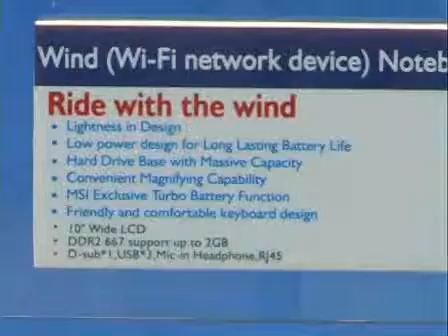 Wind (Wi-Fi network device) Noteb
Ride with the wind
• Lightness in Design
• Low power design for Long Lasting Battery Life
• Hard Drive Base with Massive Capacity
• Convenient Magnifying Capability
• MSI Exclusive Turbo Battery Function
• Friendly and comfortable keyboard design
• 10" Wide LCD
• DDR2 667 support up to 2GB
• D-sub*1,USB*3,Mic-in Headphone,RJ45